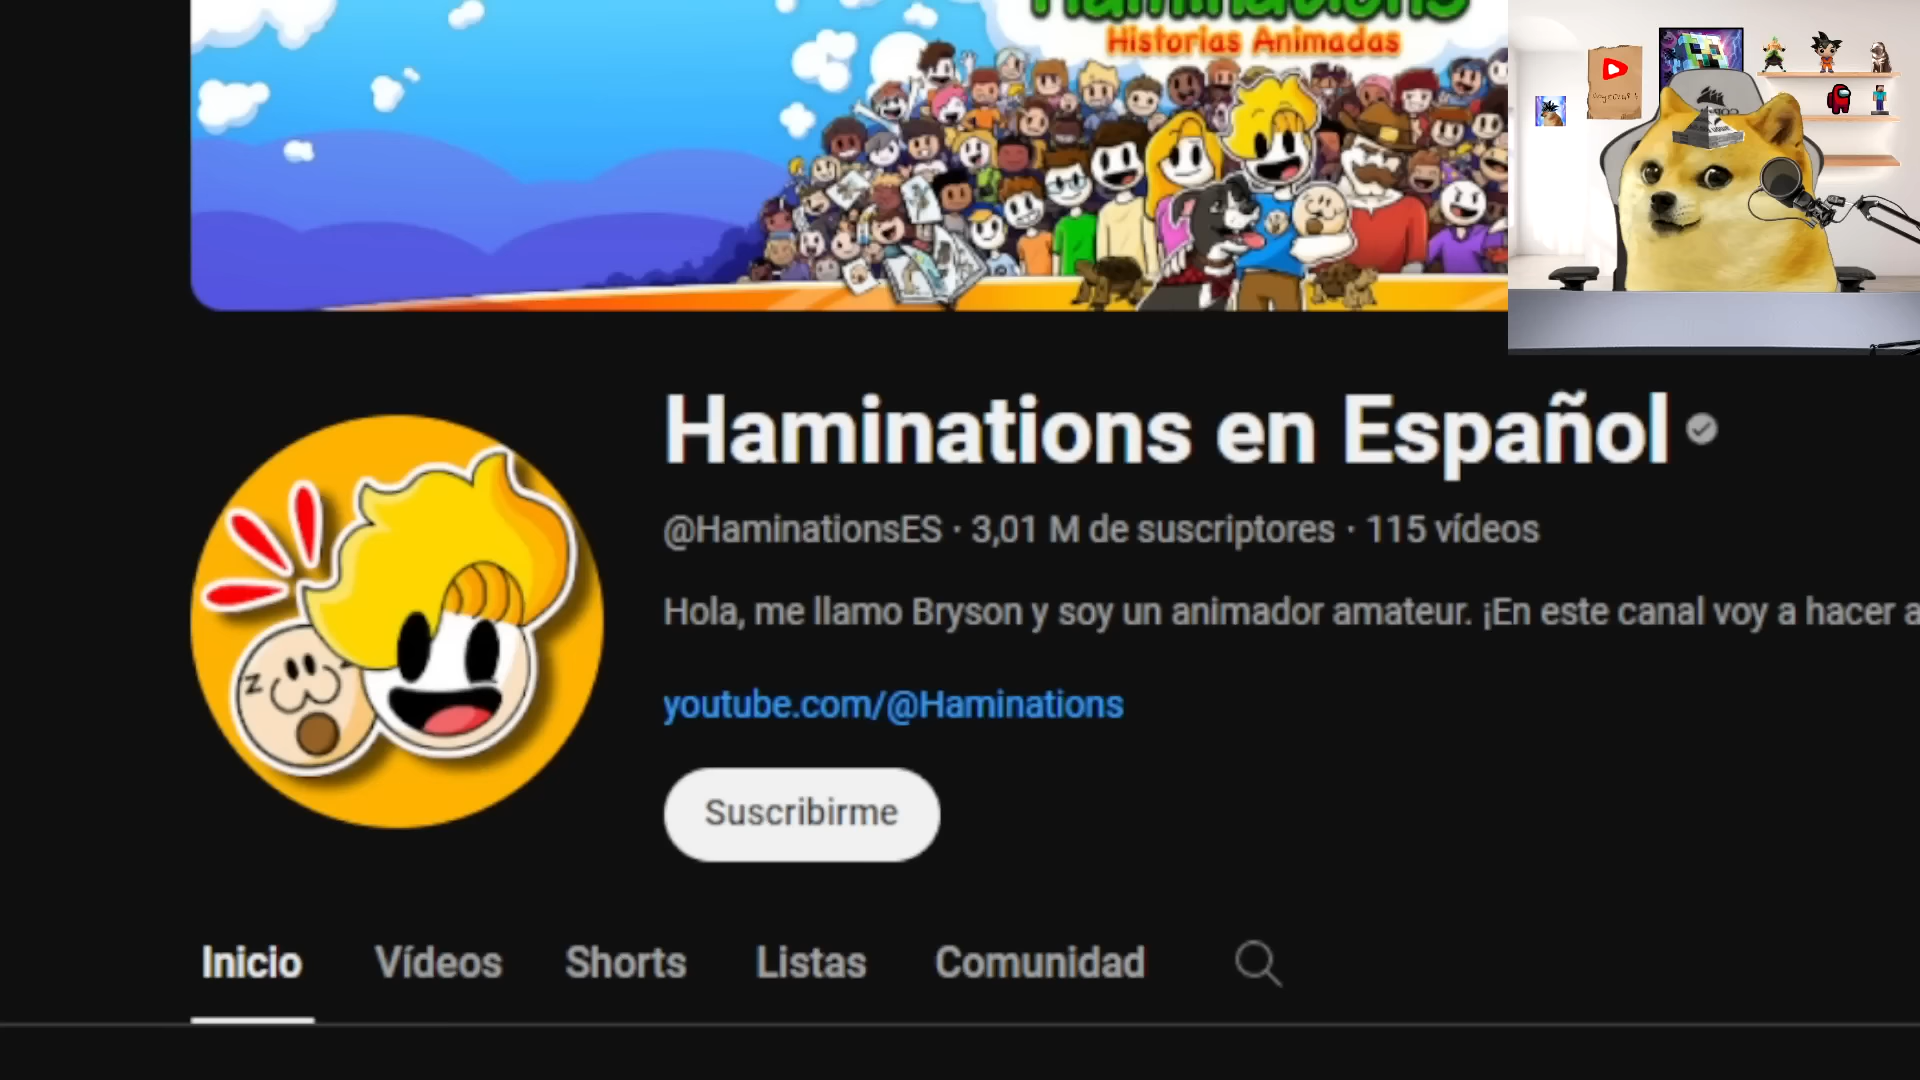 Haminations
Historias Animadas
Haminations en Español
@HaminationsES · 3,01 M de suscriptores · 115 vídeos
Hola, me llamo Bryson y soy un animador amateur. ¡En este canal voy a hacer a
youtube.com/@Haminations
Suscribirme
Inicio Vídeos Shorts Listas Comunidad